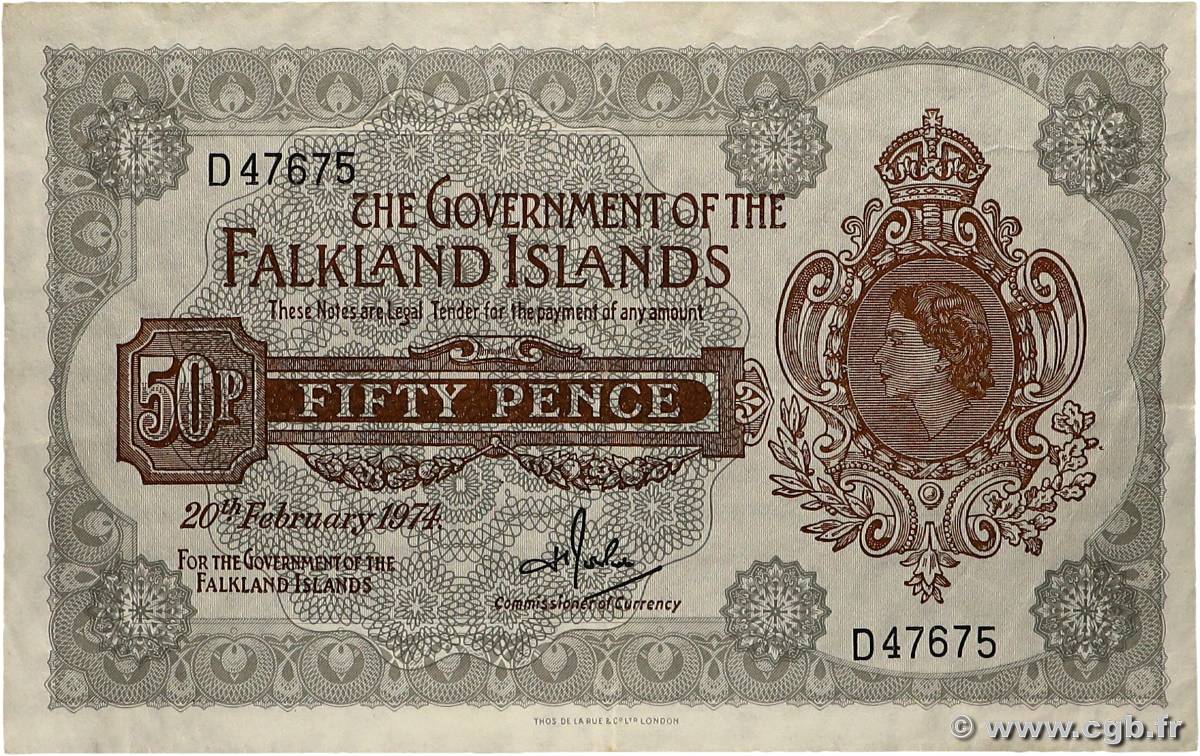 D47675
THE GOVERNMENT OF THE
FALKLAND ISLANDS
These Notes are Legal Tender for the payment of any amount
50P
FIFTY PENCE
20th February 1974.
FOR THE GOVERNMENT OF THE
FALKLAND ISLANDS
Commissioner of Currency
D47675
THOS DE LA RUE & CO LTD LONDON
© www.cgb.fr